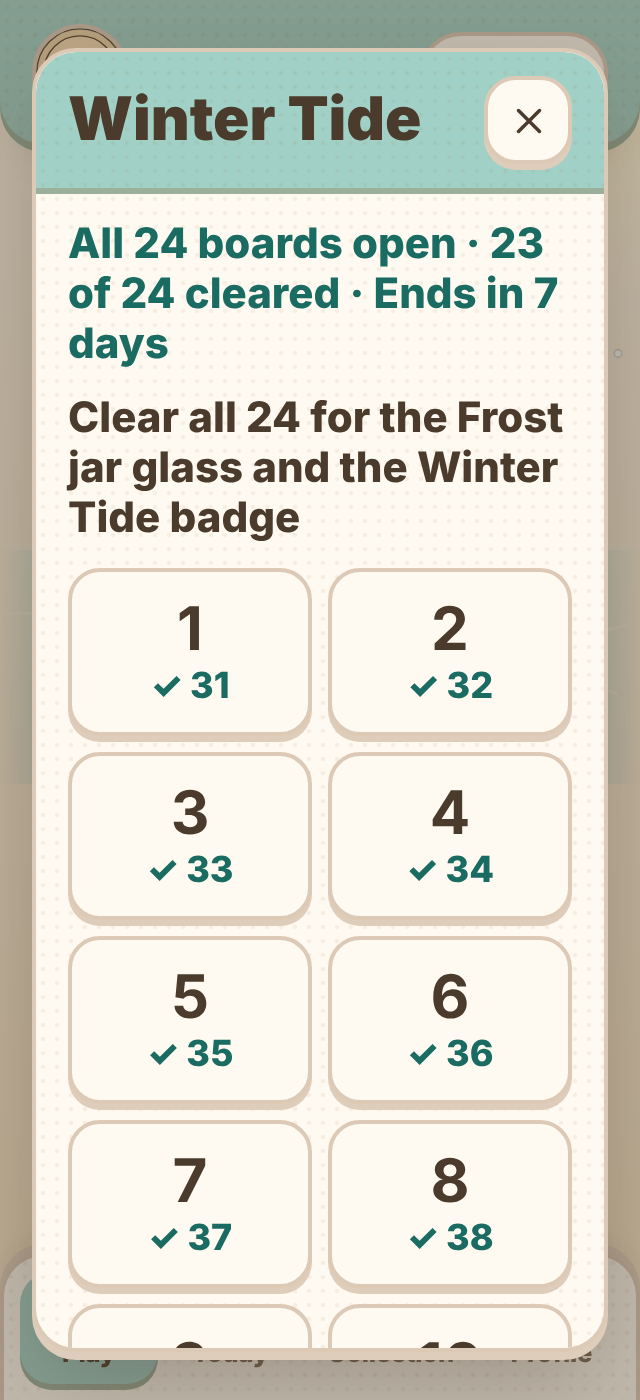 Winter Tide
All 24 boards open · 23
of 24 cleared · Ends in 7
days
Clear all 24 for the Frost
jar glass and the Winter
Tide badge
1 2
✓ 31 ✓ 32
3 4
✓ 33 ✓ 34
5 6
✓ 35 ✓ 36
7 8
✓ 37 ✓ 38